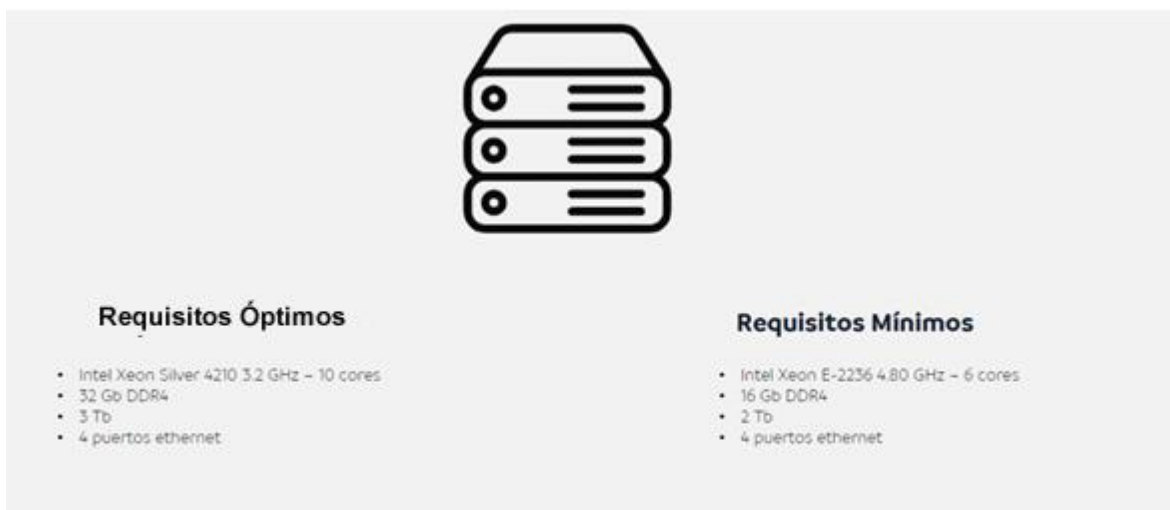 Requisitos Óptimos
• Intel Xeon Silver 4210 3.2 GHz – 10 cores
• 32 Gb DDR4
• 3 Tb
• 4 puertos ethernet
Requisitos Mínimos
• Intel Xeon E-2236 4.80 GHz – 6 cores
• 16 Gb DDR4
• 2 Tb
• 4 puertos ethernet